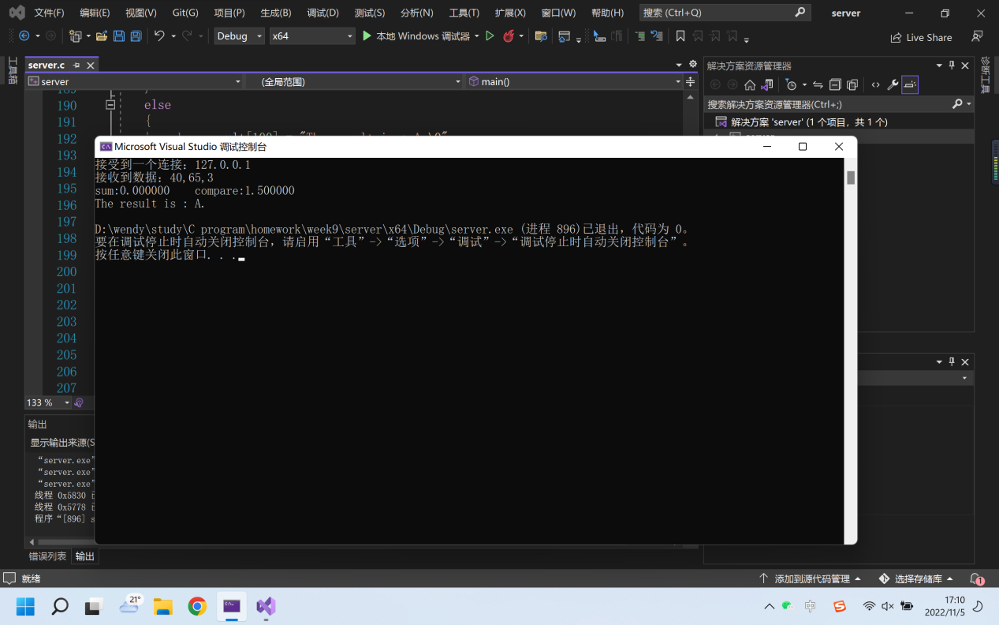 文件(F) 编辑(E) 视图(V) Git(G) 项目(P) 生成(B) 调试(D) 测试(S) 分析(N) 工具(T) 扩展(X) 窗口(W) 帮助(H) 搜索 (Ctrl+Q) server
Debug x64 本地 Windows 调试器 Live Share
工具箱
server.c
server (全局范围) main()
189 }
190 else
191 {
192
193
194
195
196
197
198
199
200
201
202
203
204
205
206
207
133 %
Microsoft Visual Studio 调试控制台
接受到一个连接：127.0.0.1
接收到数据：40,65,3
sum:0.000000 compare:1.500000
The result is : A.
D:\wendy\study\C program\homework\week9\server\x64\Debug\server.exe (进程 896)已退出，代码为 0。
要在调试停止时自动关闭控制台，请启用“工具”->“选项”->“调试”->“调试停止时自动关闭控制台”。
按任意键关闭此窗口. . .
解决方案资源管理器
搜索解决方案资源管理器(Ctrl+;)
解决方案 'server' (1 个项目，共 1 个)
诊断工具
输出
显示输出来源(S
“server.exe”
“server.exe”
“server.exe”
线程 0x5830
线程 0x5778
程序“[896] s
错误列表 输出
就绪 添加到源代码管理 选择存储库 1
21°
中
17:10
2022/11/5